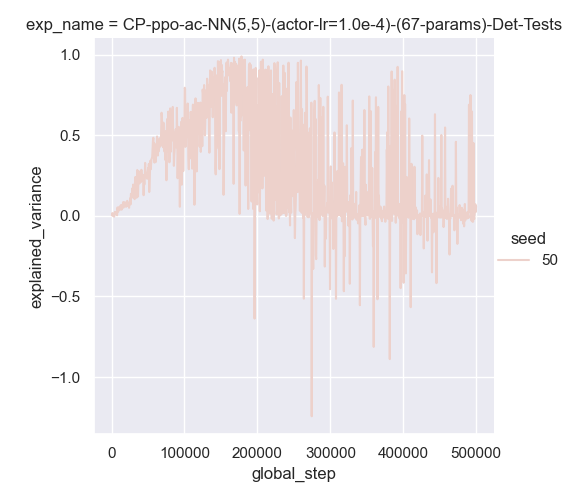 exp_name = CP-ppo-ac-NN(5,5)-(actor-lr=1.0e-4)-(67-params)-Det-Tests
1.0
0.5
0.0
−0.5
−1.0
explained_variance
0 100000 200000 300000 400000 500000
global_step
seed
50